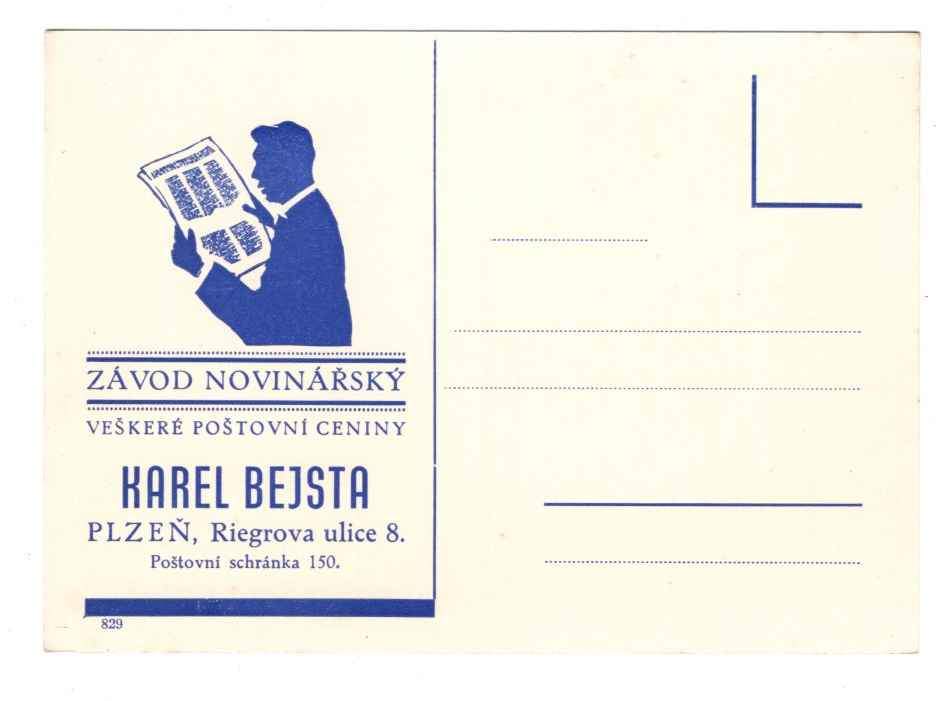 ZÁVOD NOVINÁŘSKÝ
VEŠKERÉ POŠTOVNÍ CENINY
KAREL BEJSTA
PLZEŇ, Riegrova ulice 8.
Poštovní schránka 150.
829